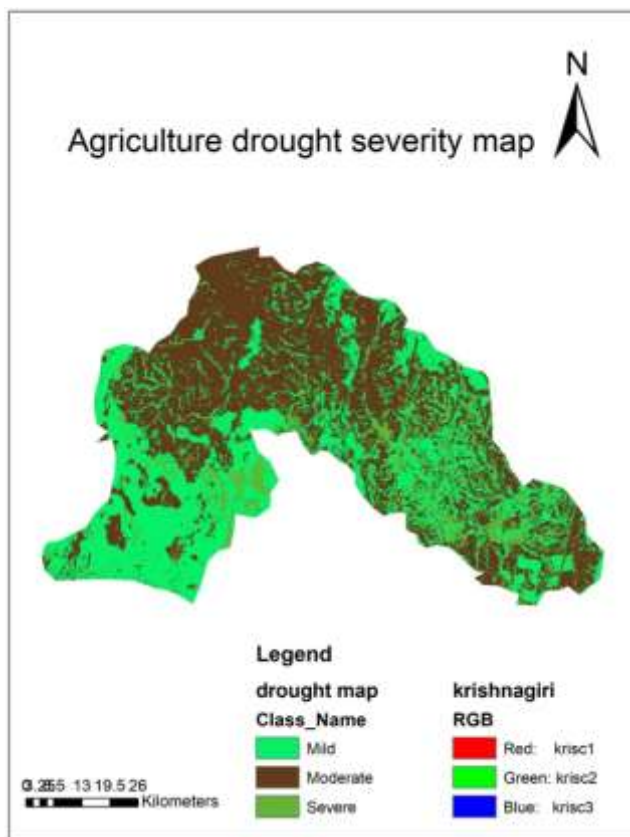 N
Agriculture drought severity map
Legend
drought map
Class_Name
Mild
Moderate
Severe
krishnagiri
RGB
Red: krisc1
Green: krisc2
Blue: krisc3
13 19.5 26
Kilometers